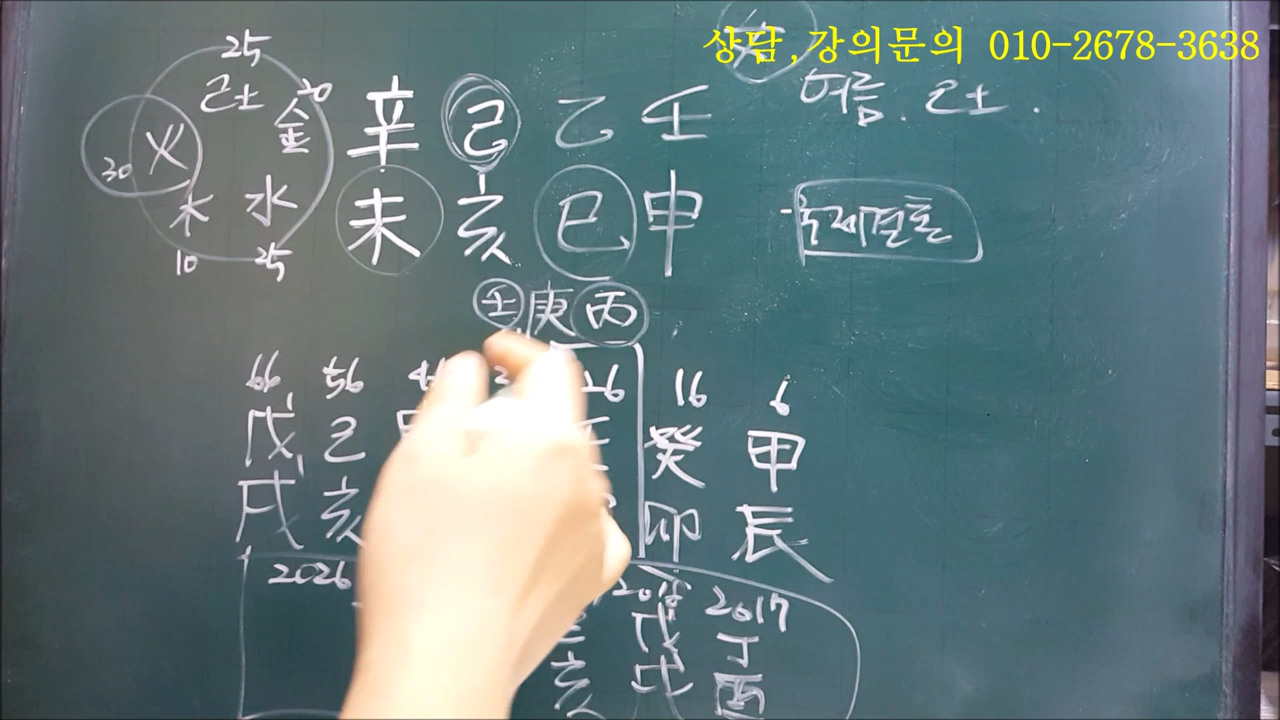 상담,강의문의 010-2678-3638
25
己土 金 20 辛 己 乙 壬 여름. 己土.
30 火
木 水 未 亥 巳 申 국제결혼
10 25
壬 庚 丙
66 56 26 16 6
戊 己 壬 癸 甲
戌 亥 卯 辰
2026 2018 2017
戊 丁
亥 戌 酉